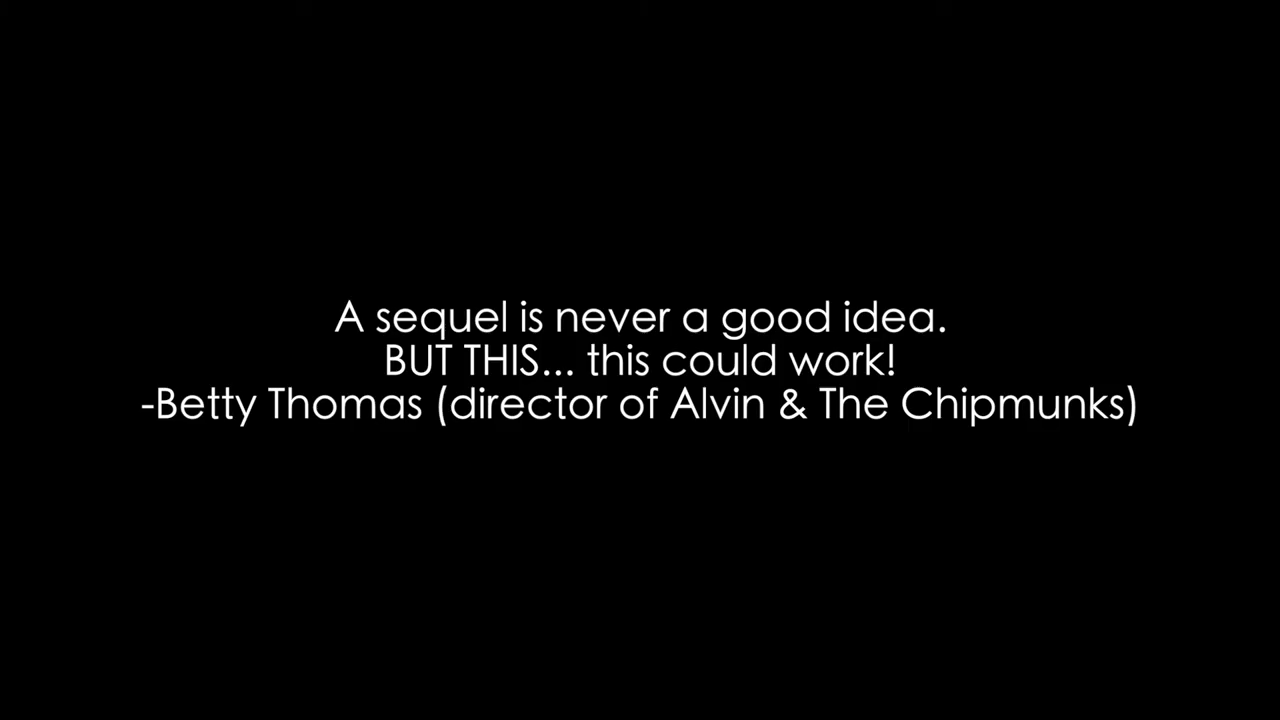 A sequel is never a good idea.
BUT THIS... this could work!
-Betty Thomas (director of Alvin & The Chipmunks)